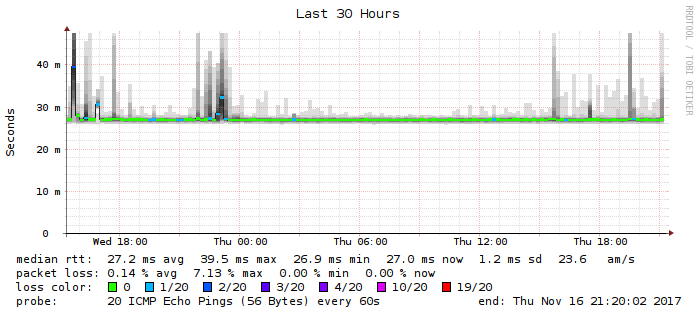 Last 30 Hours
RRDTOOL / TOBI OETIKER
Seconds
40 m
30 m
20 m
10 m
0
Wed 18:00 Thu 00:00 Thu 06:00 Thu 12:00 Thu 18:00
median rtt: 27.2 ms avg 39.5 ms max 26.9 ms min 27.0 ms now 1.2 ms sd 23.6 am/s
packet loss: 0.14 % avg 7.13 % max 0.00 % min 0.00 % now
loss color: 0 1/20 2/20 3/20 4/20 10/20 19/20
probe: 20 ICMP Echo Pings (56 Bytes) every 60s end: Thu Nov 16 21:20:02 2017